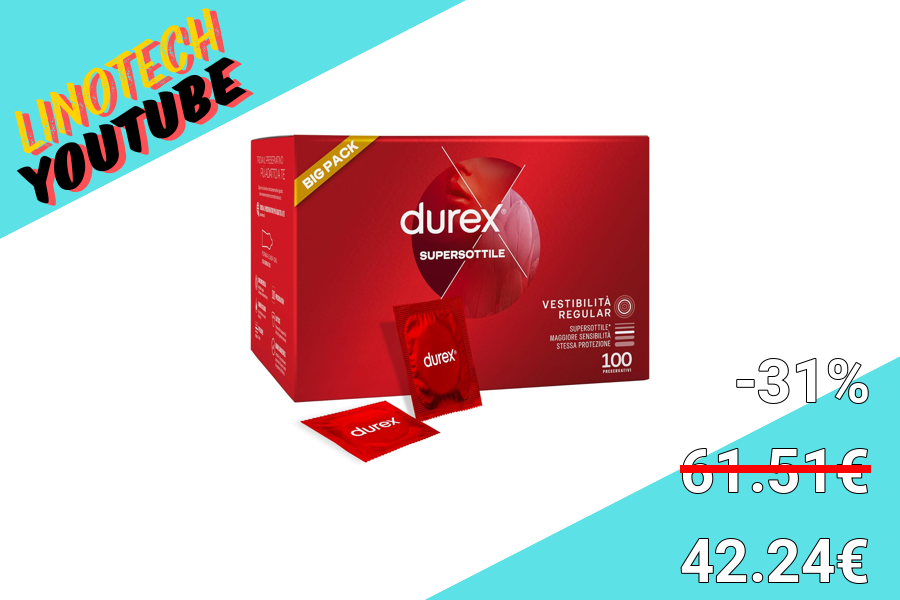 LINOTECH
YOUTUBE
BIG PACK
durex
SUPERSOTTILE
VESTIBILITÀ
REGULAR
SUPERSOTTILE*
MAGGIORE SENSIBILITÀ
STESSA PROTEZIONE
100
PRESERVATIVI
durex
durex
-31%
61.51€
42.24€